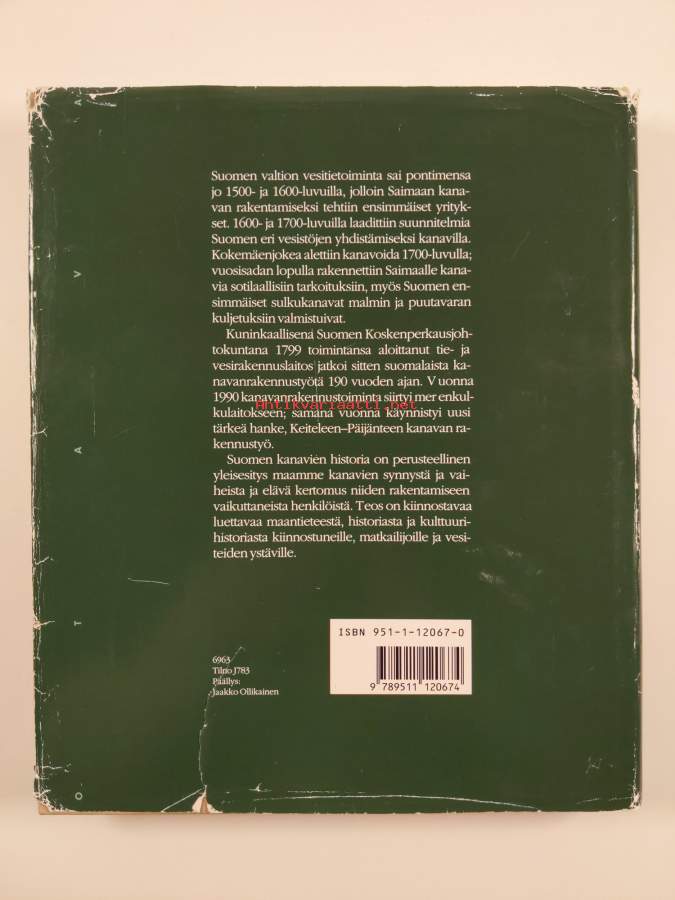 Suomen valtion vesitietoiminta sai pontimensa
jo 1500- ja 1600-luvuilla, jolloin Saimaan kana-
van rakentamiseksi tehtiin ensimmäiset yrityk-
set. 1600- ja 1700-luvuilla laadittiin suunnitelmia
Suomen eri vesistöjen yhdistämiseksi kanavilla.
Kokemäenjokea alettiin kanavoida 1700-luvulla;
vuosisadan lopulla rakennettiin Saimaalle kana-
via sotilaallisiin tarkoituksiin, myös Suomen en-
simmäiset sulkukanavat malmin ja puutavaran
kuljetuksiin valmistuivat.
Kuninkaallisena Suomen Koskenperkausjoh-
tokuntana 1799 toimintansa aloittanut tie- ja
vesirakennuslaitos jatkoi sitten suomalaista ka-
navanrakennustyötä 190 vuoden ajan. Vuonna
1990 kanavanrakennustoiminta siirtyi merenkul-
kulaitokseen; samana vuonna käynnistyi uusi
Antikvariaatti.net
tärkeä hanke, Keiteleen–Päijänteen kanavan ra-
kennustyö.
Suomen kanavien historia on perusteellinen
yleisesitys maamme kanavien synnystä ja vai-
heista ja elävä kertomus niiden rakentamiseen
vaikuttaneista henkilöistä. Teos on kiinnostavaa
luettavaa maantieteestä, historiasta ja kulttuuri-
historiasta kiinnostuneille, matkailijoille ja vesi-
teiden ystäville.
ISBN 951-1-12067-0
9 789511 120674
6963
Tilno J783
Päällys:
Jaakko Ollikainen
O T A V A